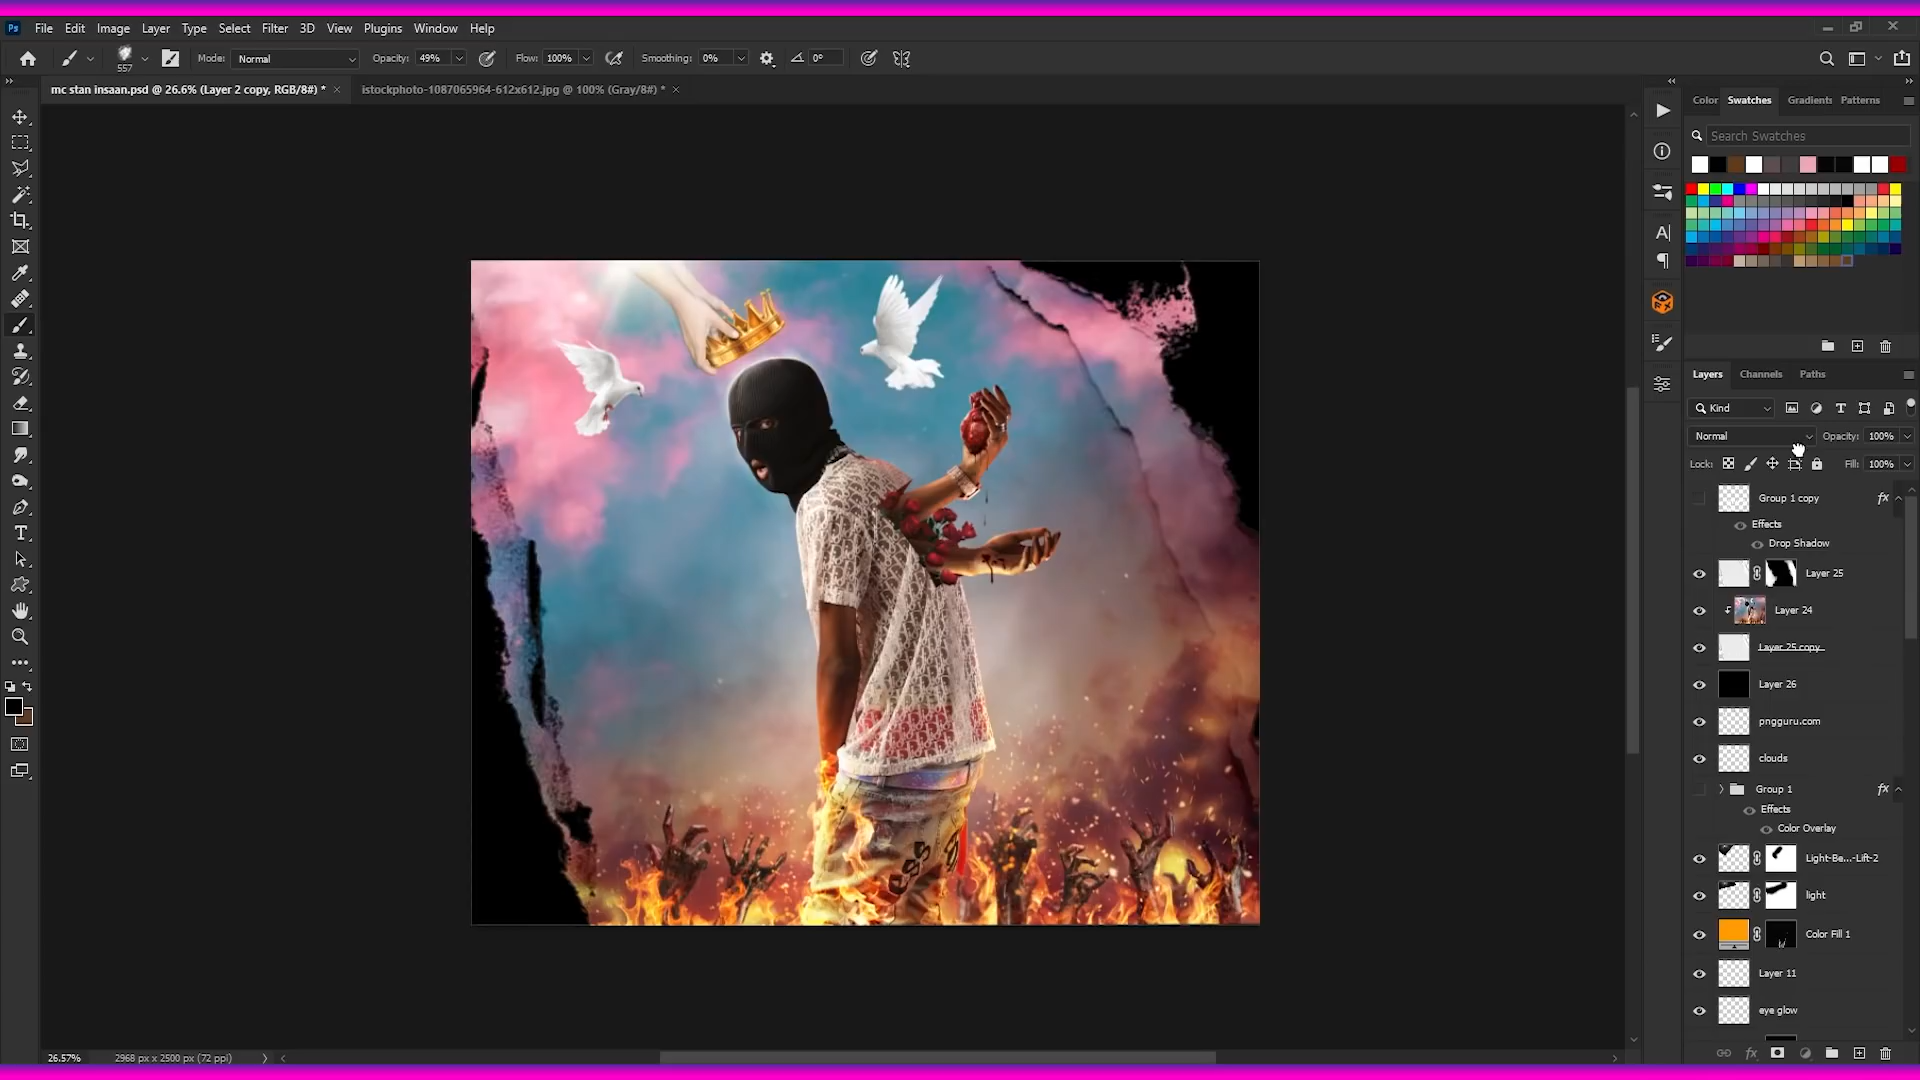 Ps File Edit Image Layer Type Select Filter 3D View Plugins Window Help
557 Mode: Normal Opacity: 49% Flow: 100% Smoothing: 0% 0°
mc stan insaan.psd @ 26.6% (Layer 2 copy, RGB/8#) * × istockphoto-1087065964-612x612.jpg @ 100% (Gray/8#) * ×
Color Swatches Gradients Patterns
Search Swatches
Layers Channels Paths
Kind
Normal Opacity: 100%
Lock: Fill: 100%
Group 1 copy fx
Effects
Drop Shadow
Layer 25
Layer 24
Layer 25 copy
Layer 26
pngguru.com
clouds
Group 1 fx
Effects
Color Overlay
Light-Be...-Lift-2
light
Color Fill 1
Layer 11
eye glow
26.57% 2968 px x 2500 px (72 ppi)
fx